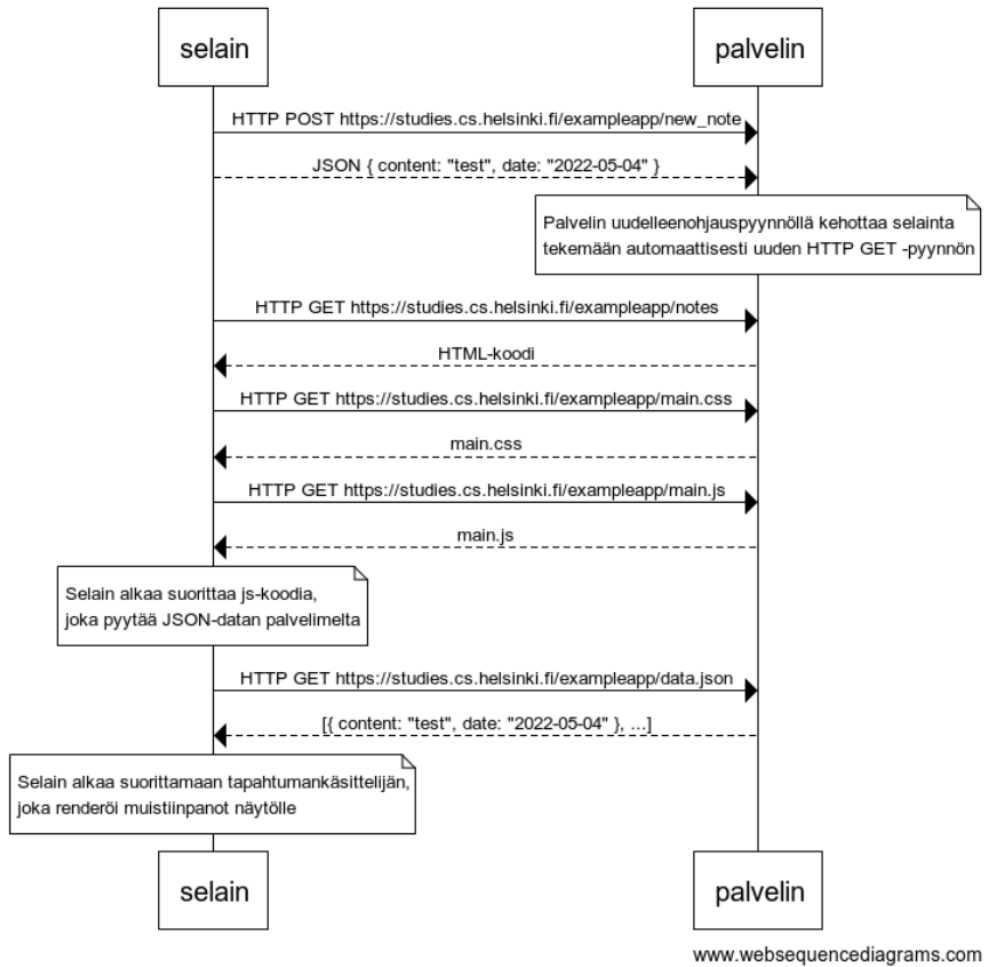 selain
palvelin
HTTP POST https://studies.cs.helsinki.fi/exampleapp/new_note
JSON { content: "test", date: "2022-05-04" }
Palvelin uudelleenohjauspyynnöllä kehottaa selainta
tekemään automaattisesti uuden HTTP GET -pyynnön
HTTP GET https://studies.cs.helsinki.fi/exampleapp/notes
HTML-koodi
HTTP GET https://studies.cs.helsinki.fi/exampleapp/main.css
main.css
HTTP GET https://studies.cs.helsinki.fi/exampleapp/main.js
main.js
Selain alkaa suorittaa js-koodia,
joka pyytää JSON-datan palvelimelta
HTTP GET https://studies.cs.helsinki.fi/exampleapp/data.json
[{ content: "test", date: "2022-05-04" }, ...]
Selain alkaa suorittamaan tapahtumankäsittelijän,
joka renderöi muistiinpanot näytölle
selain
palvelin
www.websequencediagrams.com